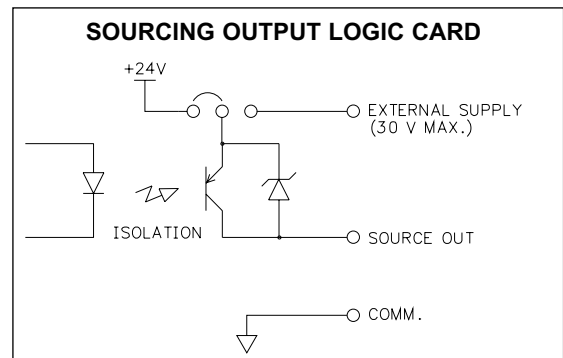 SOURCING OUTPUT LOGIC CARD
+24V
EXTERNAL SUPPLY
(30 V MAX.)
ISOLATION
SOURCE OUT
COMM.